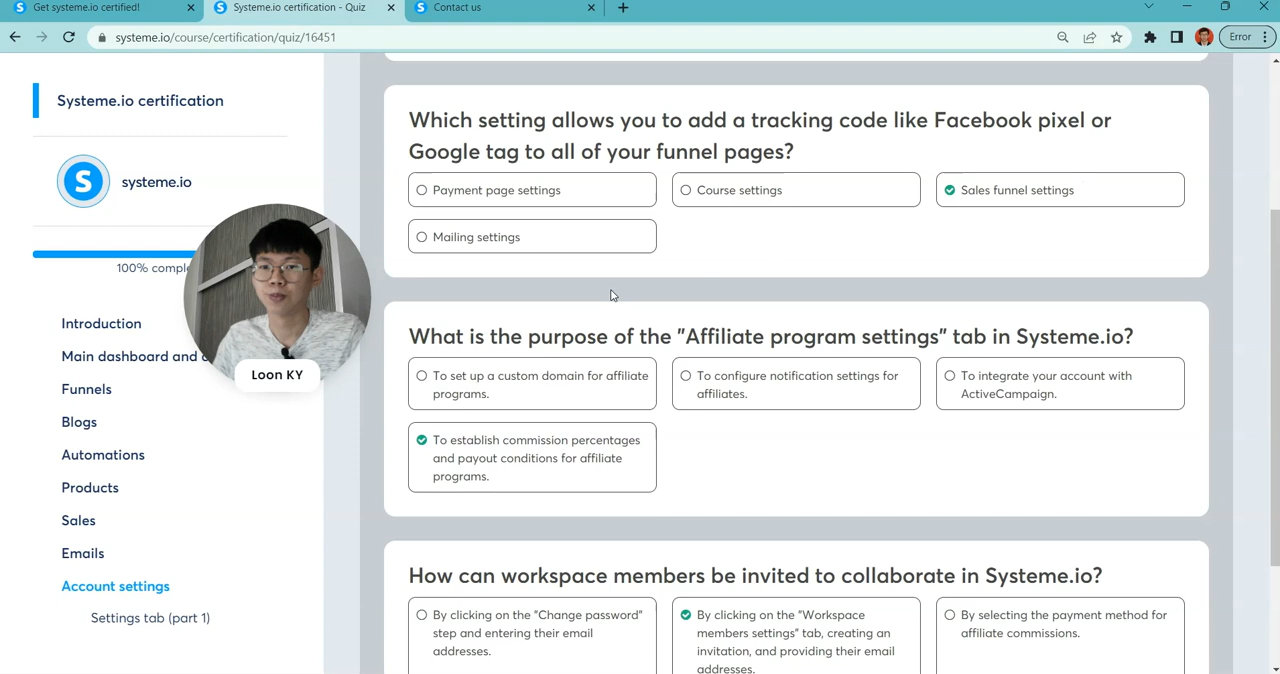 Get systeme.io certified!
Systeme.io certification - Quiz
Contact us
systeme.io/course/certification/quiz/16451
Error
Systeme.io certification
S
systeme.io
100% comple
Introduction
Main dashboard and
Funnels
Blogs
Automations
Products
Sales
Emails
Account settings
Settings tab (part 1)
Loon KY
Which setting allows you to add a tracking code like Facebook pixel or
Google tag to all of your funnel pages?
Payment page settings
Course settings
Sales funnel settings
Mailing settings
What is the purpose of the "Affiliate program settings" tab in Systeme.io?
To set up a custom domain for affiliate
programs.
To configure notification settings for
affiliates.
To integrate your account with
ActiveCampaign.
To establish commission percentages
and payout conditions for affiliate
programs.
How can workspace members be invited to collaborate in Systeme.io?
By clicking on the "Change password"
step and entering their email
addresses.
By clicking on the "Workspace
members settings" tab, creating an
invitation, and providing their email
addresses.
By selecting the payment method for
affiliate commissions.